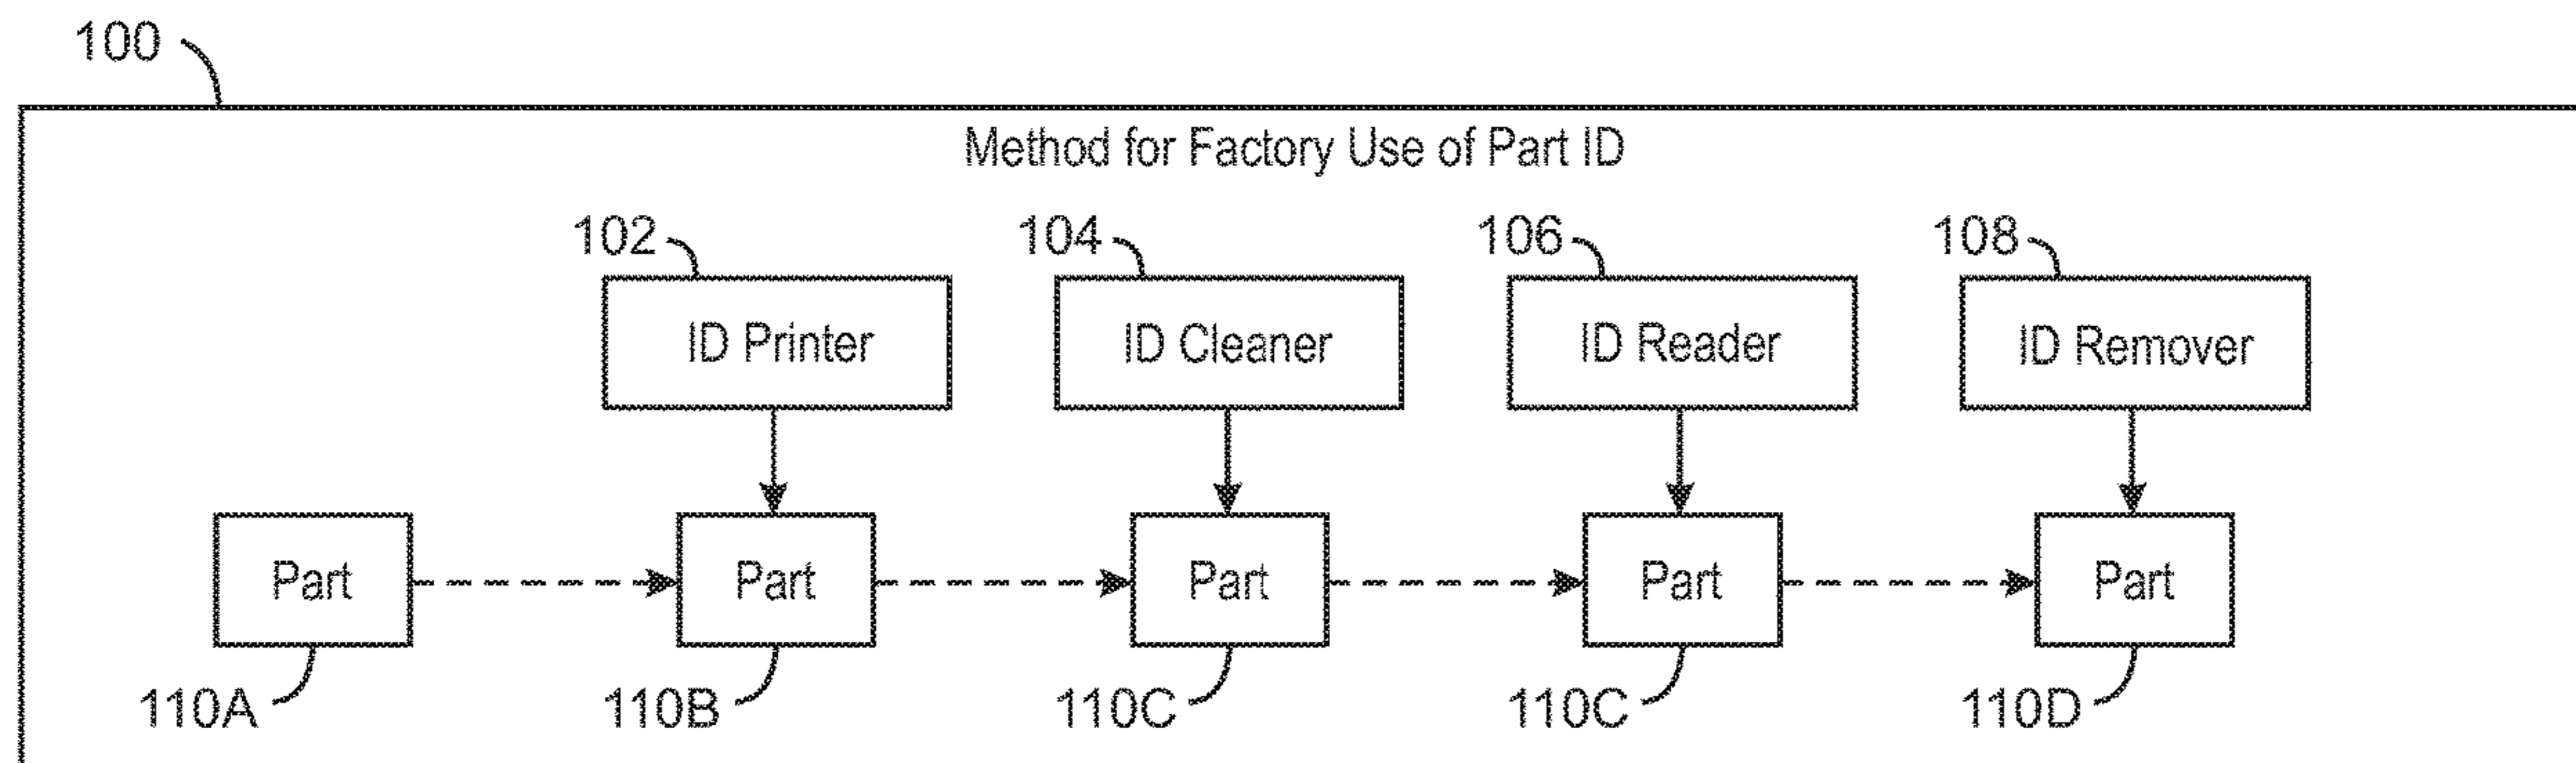 100
Method for Factory Use of Part ID
102 104 106 108
ID Printer ID Cleaner ID Reader ID Remover
Part Part Part Part Part
110A 110B 110C 110C 110D